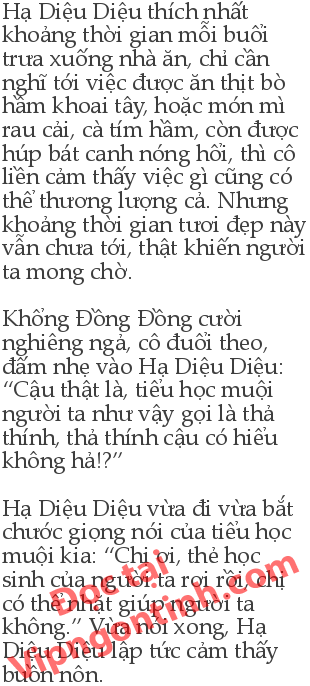 Hạ Diệu Diệu thích nhất
khoảng thời gian mỗi buổi
trưa xuống nhà ăn, chỉ cần
nghĩ tới việc được ăn thịt bò
hầm khoai tây, hoặc món mì
rau cải, cà tím hầm, còn được
húp bát canh nóng hổi, thì cô
liền cảm thấy việc gì cũng có
thể thương lượng cả. Nhưng
khoảng thời gian tươi đẹp này
vẫn chưa tới, thật khiến người
ta mong chờ.
Khổng Đồng Đồng cười
nghiêng ngả, cô đuổi theo,
đấm nhẹ vào Hạ Diệu Diệu:
“Cậu thật là, tiểu học muội
người ta như vậy gọi là thả
thính, thả thính cậu có hiểu
không hả!?”
Hạ Diệu Diệu vừa đi vừa bắt
chước giọng nói của tiểu học
muội kia: “Chị ơi, thẻ học
sinh của người ta rơi rồi, chị
có thể nhặt giúp người ta
không.” Vừa nói xong, Hạ
Diệu Diệu lập tức cảm thấy
buồn nôn.
Đọc tại
Vipngontinh.com